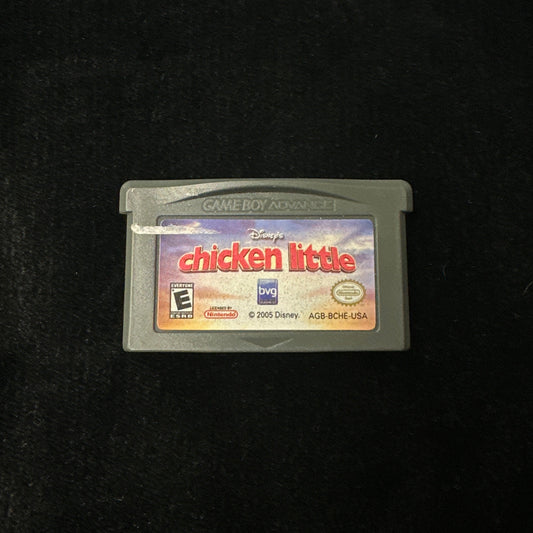 GAME BOY ADVANCE
Disney's
chicken little
bvg
EVERYONE
E
ESRB
LICENSED BY
Nintendo
© 2005 Disney.
AGB-BCHE-USA